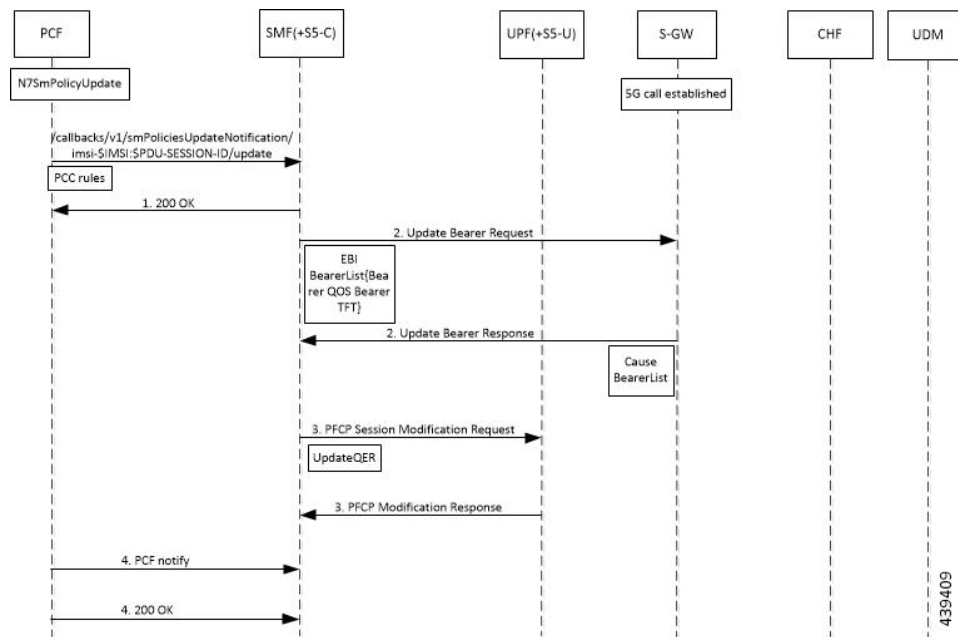 PCF
SMF(+S5-C)
UPF(+S5-U)
S-GW
CHF
UDM
N7SmPolicyUpdate
5G call established
/callbacks/v1/smPoliciesUpdateNotification/
imsi-$IMSI:$PDU-SESSION-ID/update
PCC rules
1. 200 OK
2. Update Bearer Request
EBI
BearerList{Bea
rer QOS Bearer
TFT}
2. Update Bearer Response
Cause
BearerList
3. PFCP Session Modification Request
UpdateQER
3. PFCP Modification Response
4. PCF notify
4. 200 OK
439409